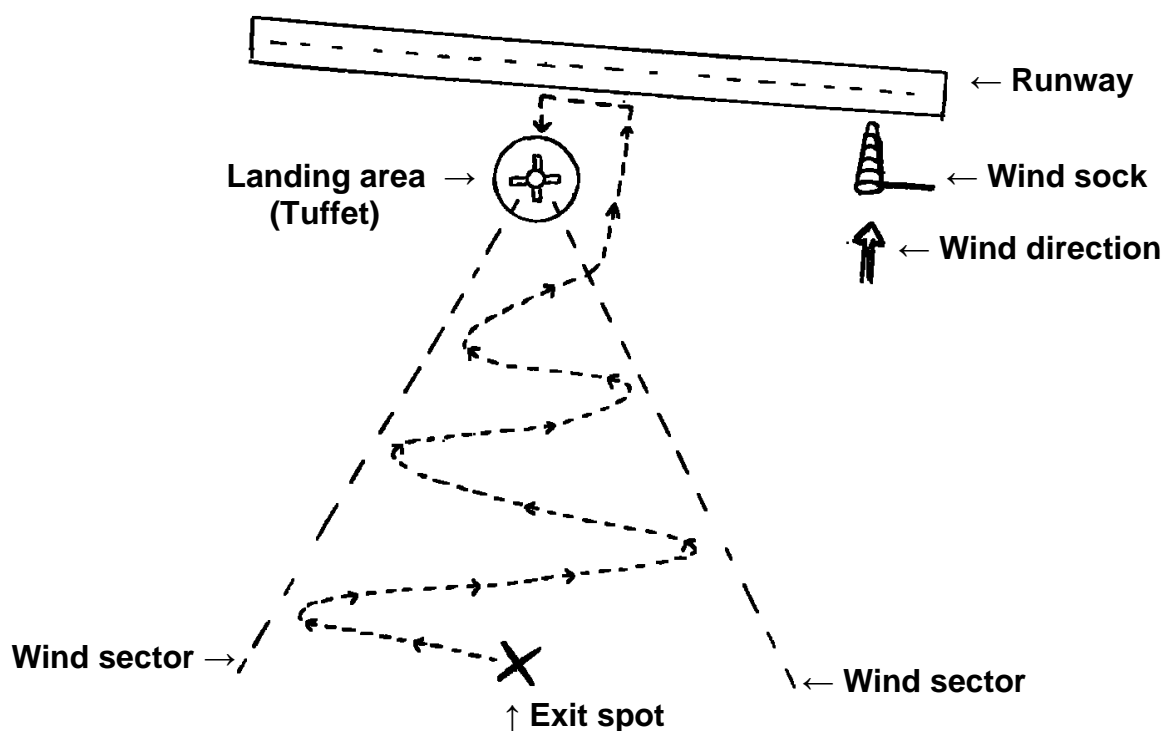 ← Runway
Landing area →
(Tuffet)
← Wind sock
← Wind direction
Wind sector →
← Wind sector
↑ Exit spot